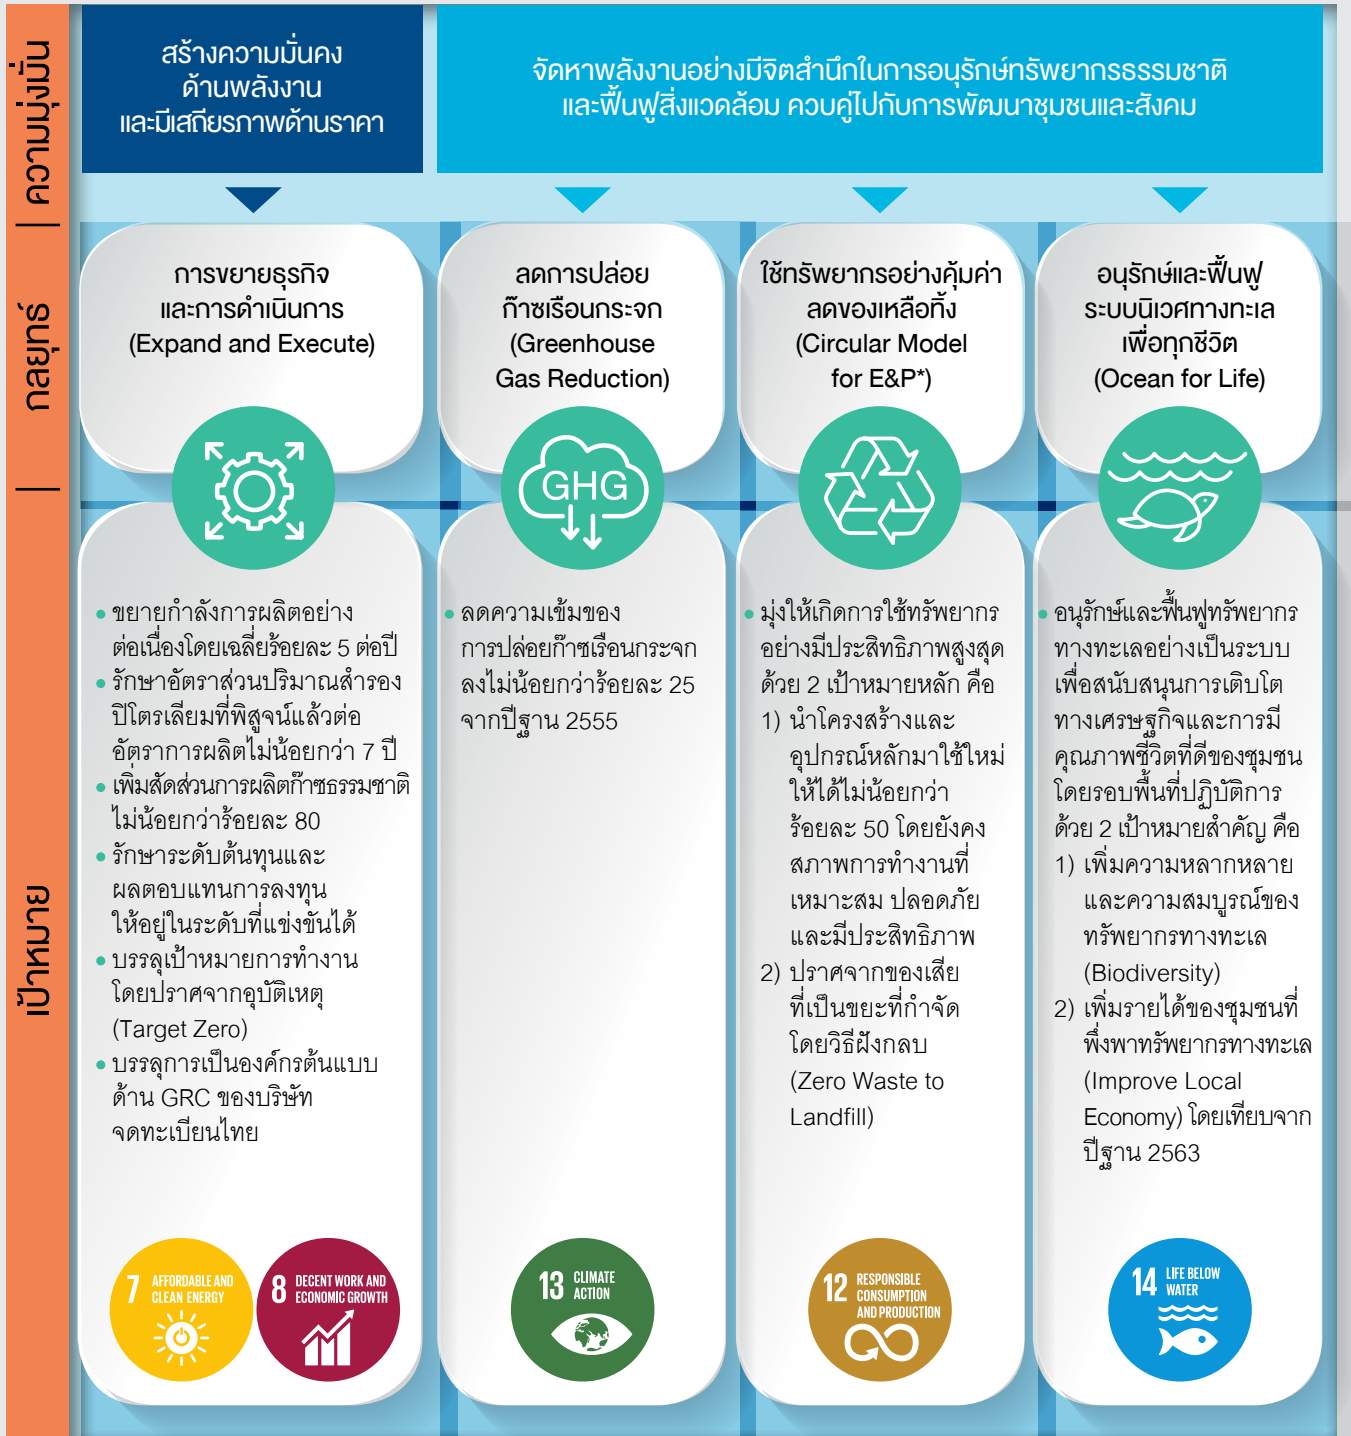 ความมุ่งมั่น
สร้างความมั่นคง
ด้านพลังงาน
และมีเสถียรภาพด้านราคา
จัดหาพลังงานอย่างมีจิตสำนึกในการอนุรักษ์ทรัพยากรธรรมชาติ
และฟื้นฟูสิ่งแวดล้อม ควบคู่ไปกับการพัฒนาชุมชนและสังคม
กลยุทธ์
การขยายธุรกิจ
และการดำเนินการ
(Expand and Execute)
ลดการปล่อย
ก๊าซเรือนกระจก
(Greenhouse
Gas Reduction)
GHG
ใช้ทรัพยากรอย่างคุ้มค่า
ลดของเหลือทิ้ง
(Circular Model
for E&P*)
อนุรักษ์และฟื้นฟู
ระบบนิเวศทางทะเล
เพื่อทุกชีวิต
(Ocean for Life)
เป้าหมาย
• ขยายกำลังการผลิตอย่าง
ต่อเนื่องโดยเฉลี่ยร้อยละ 5 ต่อปี
• รักษาอัตราส่วนปริมาณสำรอง
ปิโตรเลียมที่พิสูจน์แล้วต่อ
อัตราการผลิตไม่น้อยกว่า 7 ปี
• เพิ่มสัดส่วนการผลิตก๊าซธรรมชาติ
ไม่น้อยกว่าร้อยละ 80
• รักษาระดับต้นทุนและ
ผลตอบแทนการลงทุน
ให้อยู่ในระดับที่แข่งขันได้
• บรรลุเป้าหมายการทำงาน
โดยปราศจากอุบัติเหตุ
(Target Zero)
• บรรลุการเป็นองค์กรต้นแบบ
ด้าน GRC ของบริษัท
จดทะเบียนไทย
7 AFFORDABLE AND
CLEAN ENERGY
8 DECENT WORK AND
ECONOMIC GROWTH
• ลดความเข้มของ
การปล่อยก๊าซเรือนกระจก
ลงไม่น้อยกว่าร้อยละ 25
จากปีฐาน 2555
13 CLIMATE
ACTION
• มุ่งให้เกิดการใช้ทรัพยากร
อย่างมีประสิทธิภาพสูงสุด
ด้วย 2 เป้าหมายหลัก คือ
1) นำโครงสร้างและ
อุปกรณ์หลักมาใช้ใหม่
ให้ได้ไม่น้อยกว่า
ร้อยละ 50 โดยยังคง
สภาพการทำงานที่
เหมาะสม ปลอดภัย
และมีประสิทธิภาพ
2) ปราศจากของเสีย
ที่เป็นขยะที่กำจัด
โดยวิธีฝังกลบ
(Zero Waste to
Landfill)
12 RESPONSIBLE
CONSUMPTION
AND PRODUCTION
• อนุรักษ์และฟื้นฟูทรัพยากร
ทางทะเลอย่างเป็นระบบ
เพื่อสนับสนุนการเติบโต
ทางเศรษฐกิจและการมี
คุณภาพชีวิตที่ดีของชุมชน
โดยรอบพื้นที่ปฏิบัติการ
ด้วย 2 เป้าหมายสำคัญ คือ
1) เพิ่มความหลากหลาย
และความสมบูรณ์ของ
ทรัพยากรทางทะเล
(Biodiversity)
2) เพิ่มรายได้ของชุมชนที่
พึ่งพาทรัพยากรทางทะเล
(Improve Local
Economy) โดยเทียบจาก
ปีฐาน 2563
14 LIFE BELOW
WATER